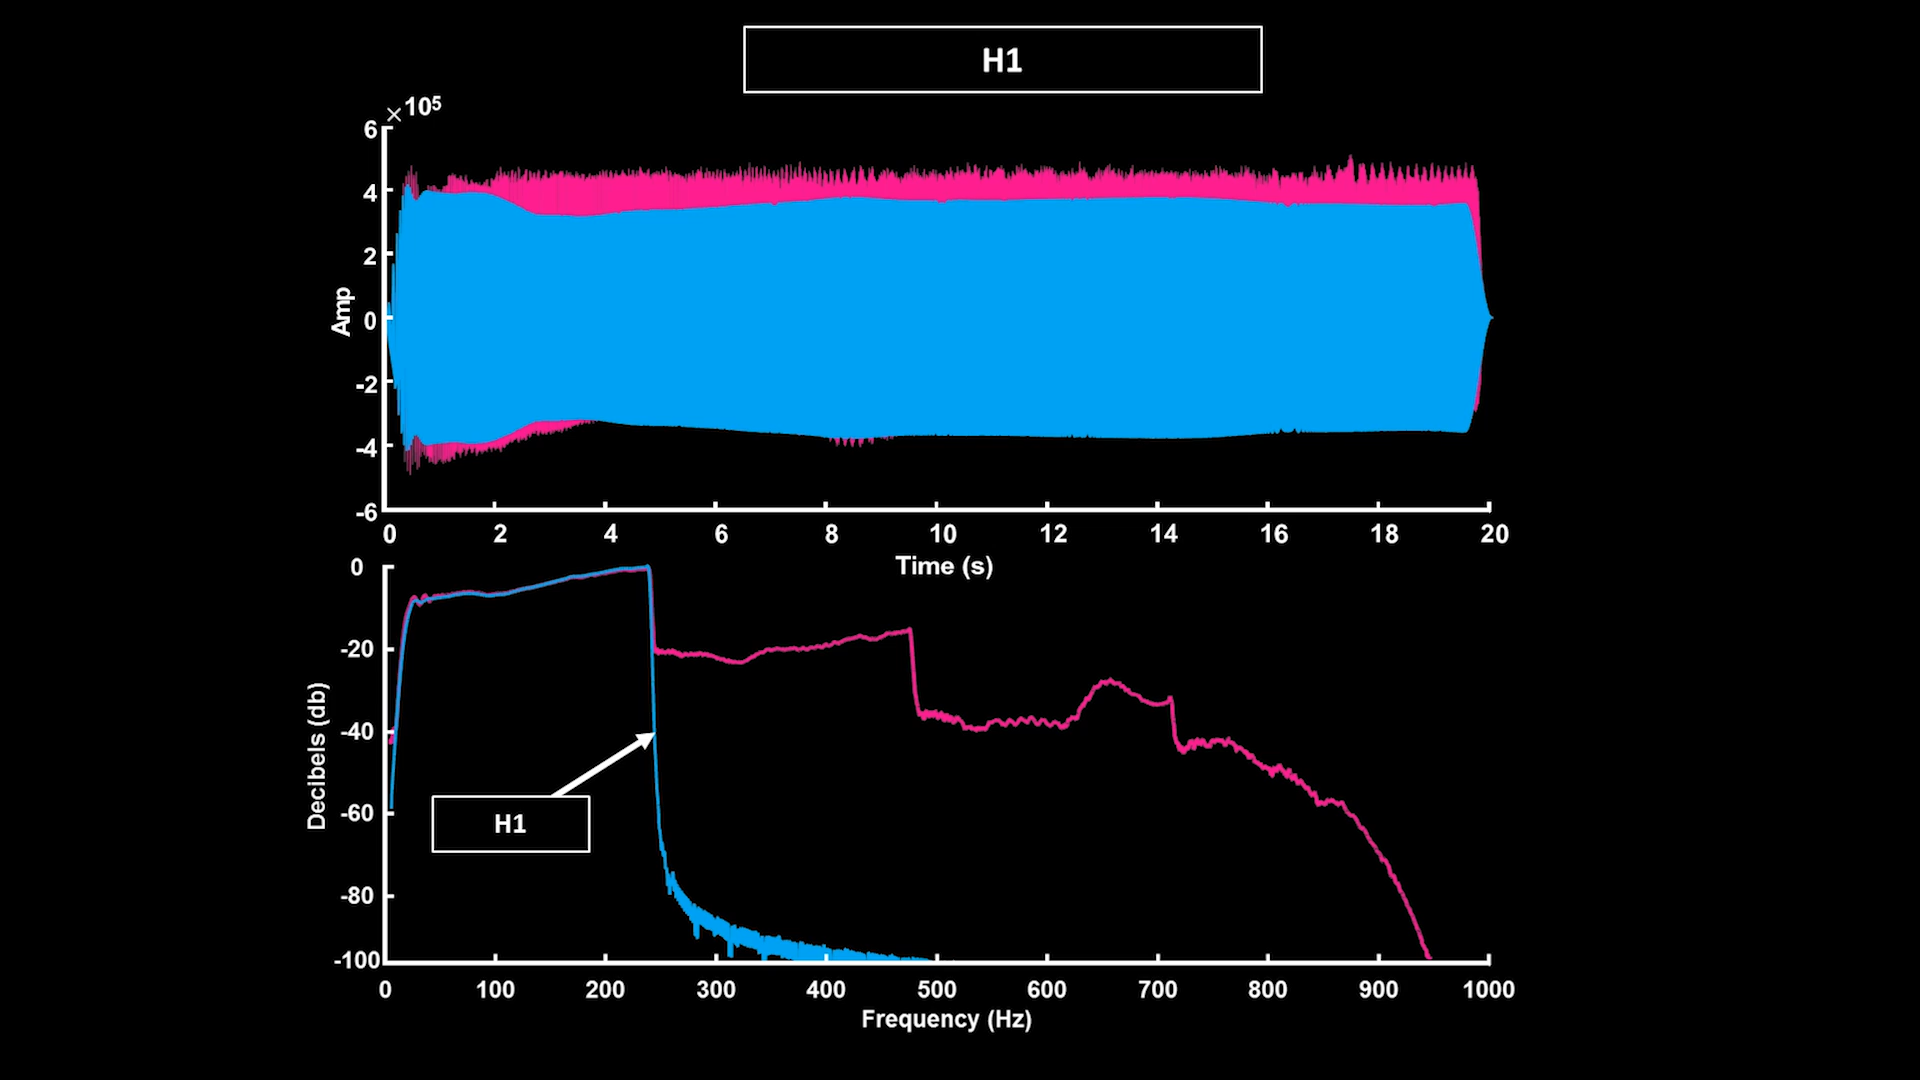 H1
×10⁵
6
4
2
0
-2
-4
-6
Amp
0 2 4 6 8 10 12 14 16 18 20
Time (s)
0
-20
-40
-60
-80
-100
Decibels (db)
H1
0 100 200 300 400 500 600 700 800 900 1000
Frequency (Hz)